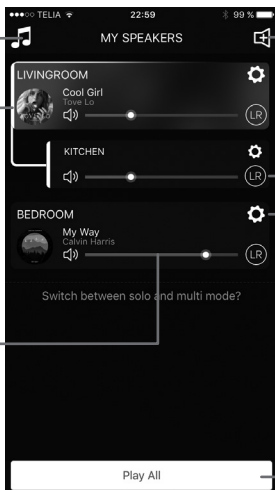 TELIA 22:59 99 %
MY SPEAKERS
LIVINGROOM
Cool Girl
Tove Lo
LR
KITCHEN
LR
BEDROOM
My Way
Calvin Harris
LR
Switch between solo and multi mode?
Play All